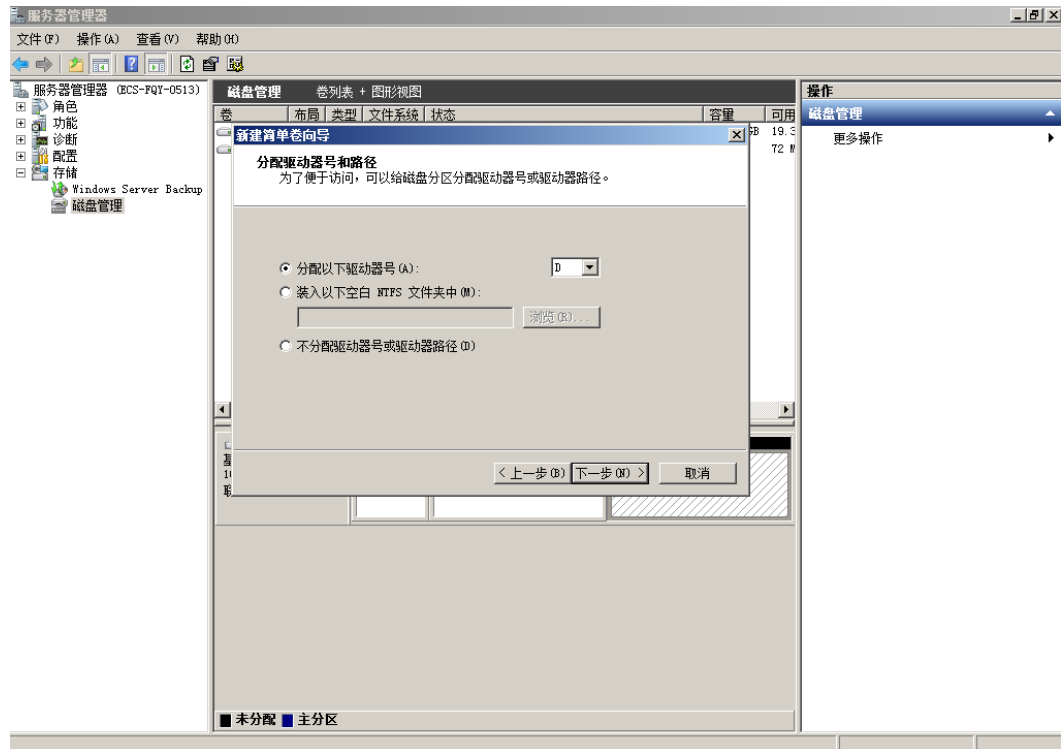 服务器管理器
文件(F) 操作(A) 查看(V) 帮助(H)
服务器管理器 (ECS-FQY-0513)
角色
功能
诊断
配置
存储
Windows Server Backup
磁盘管理
磁盘管理 卷列表 + 图形视图
卷 布局 类型 文件系统 状态 容量 可用
19.3
72 M
新建简单卷向导
分配驱动器号和路径
为了便于访问，可以给磁盘分区分配驱动器号或驱动器路径。
分配以下驱动器号(A): D
装入以下空白 NTFS 文件夹中(M):
浏览(R)...
不分配驱动器号或驱动器路径(D)
< 上一步(B) 下一步(N) > 取消
基
未分配 主分区
操作
磁盘管理
更多操作